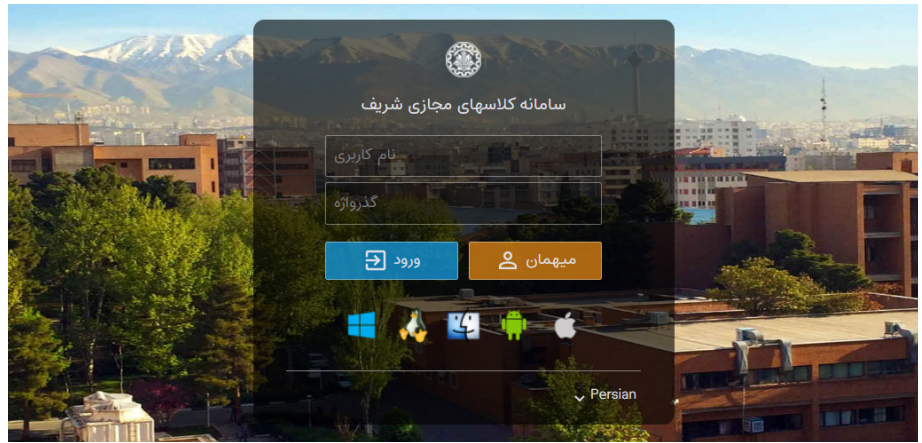 سامانه کلاسهای مجازی شریف
نام کاربری
گذرواژه
میهمان ورود
Persian